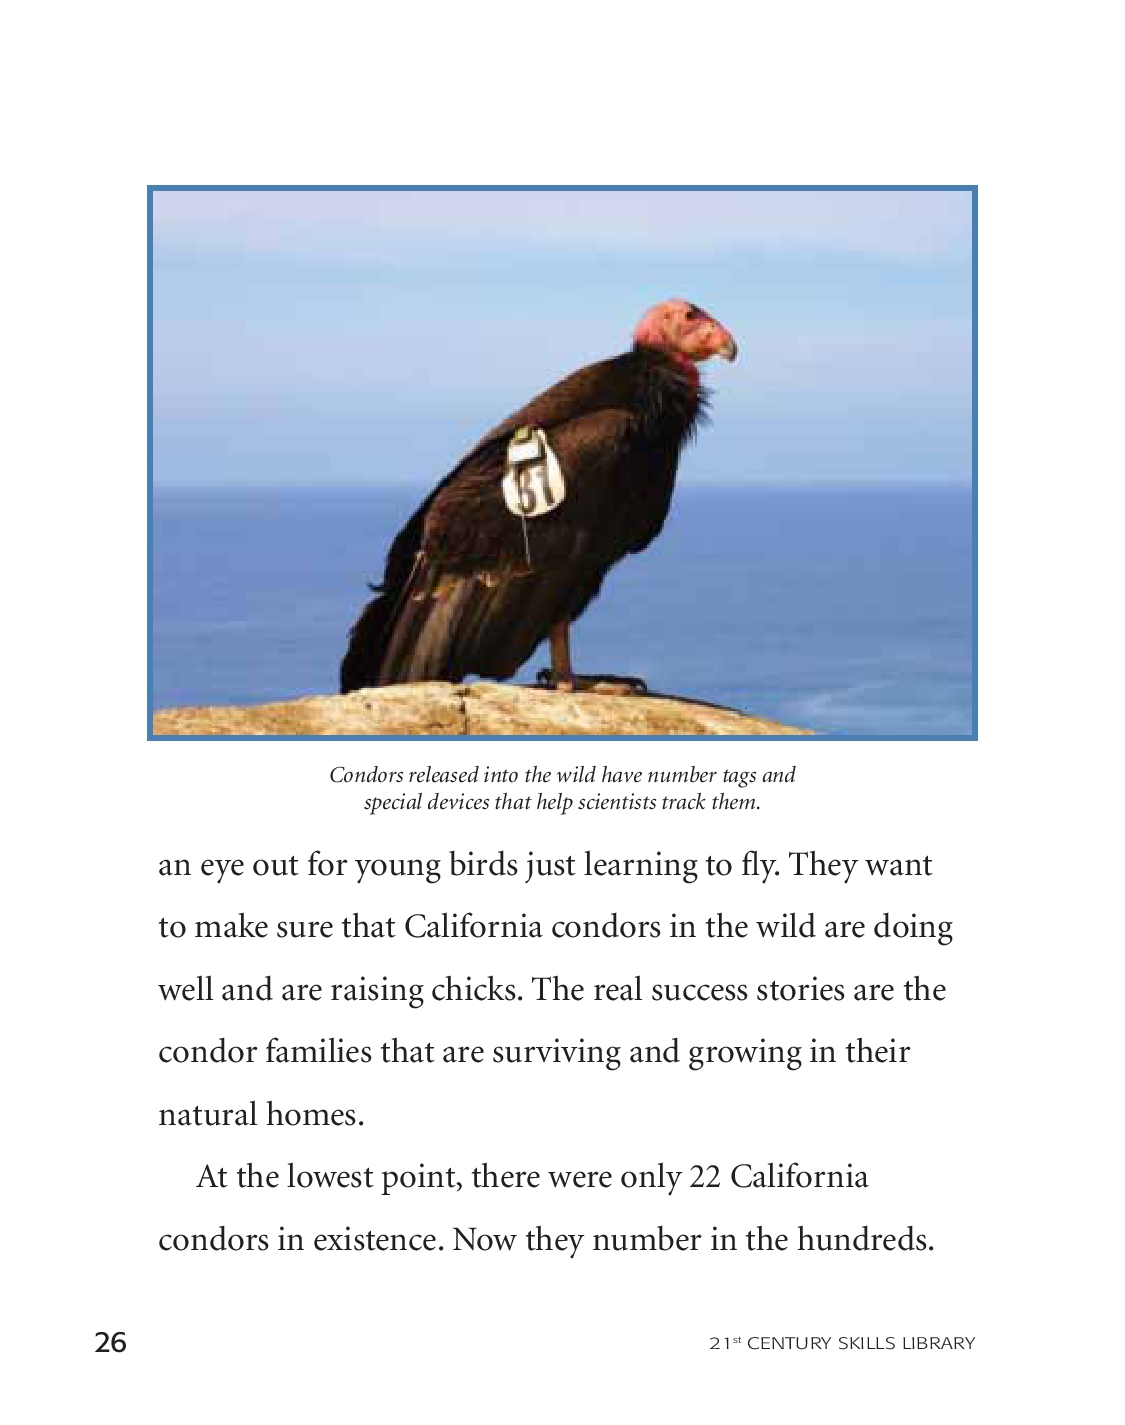 31
Condors released into the wild have number tags and
special devices that help scientists track them.
an eye out for young birds just learning to fly. They want
to make sure that California condors in the wild are doing
well and are raising chicks. The real success stories are the
condor families that are surviving and growing in their
natural homes.
At the lowest point, there were only 22 California
condors in existence. Now they number in the hundreds.
26
21st CENTURY SKILLS LIBRARY